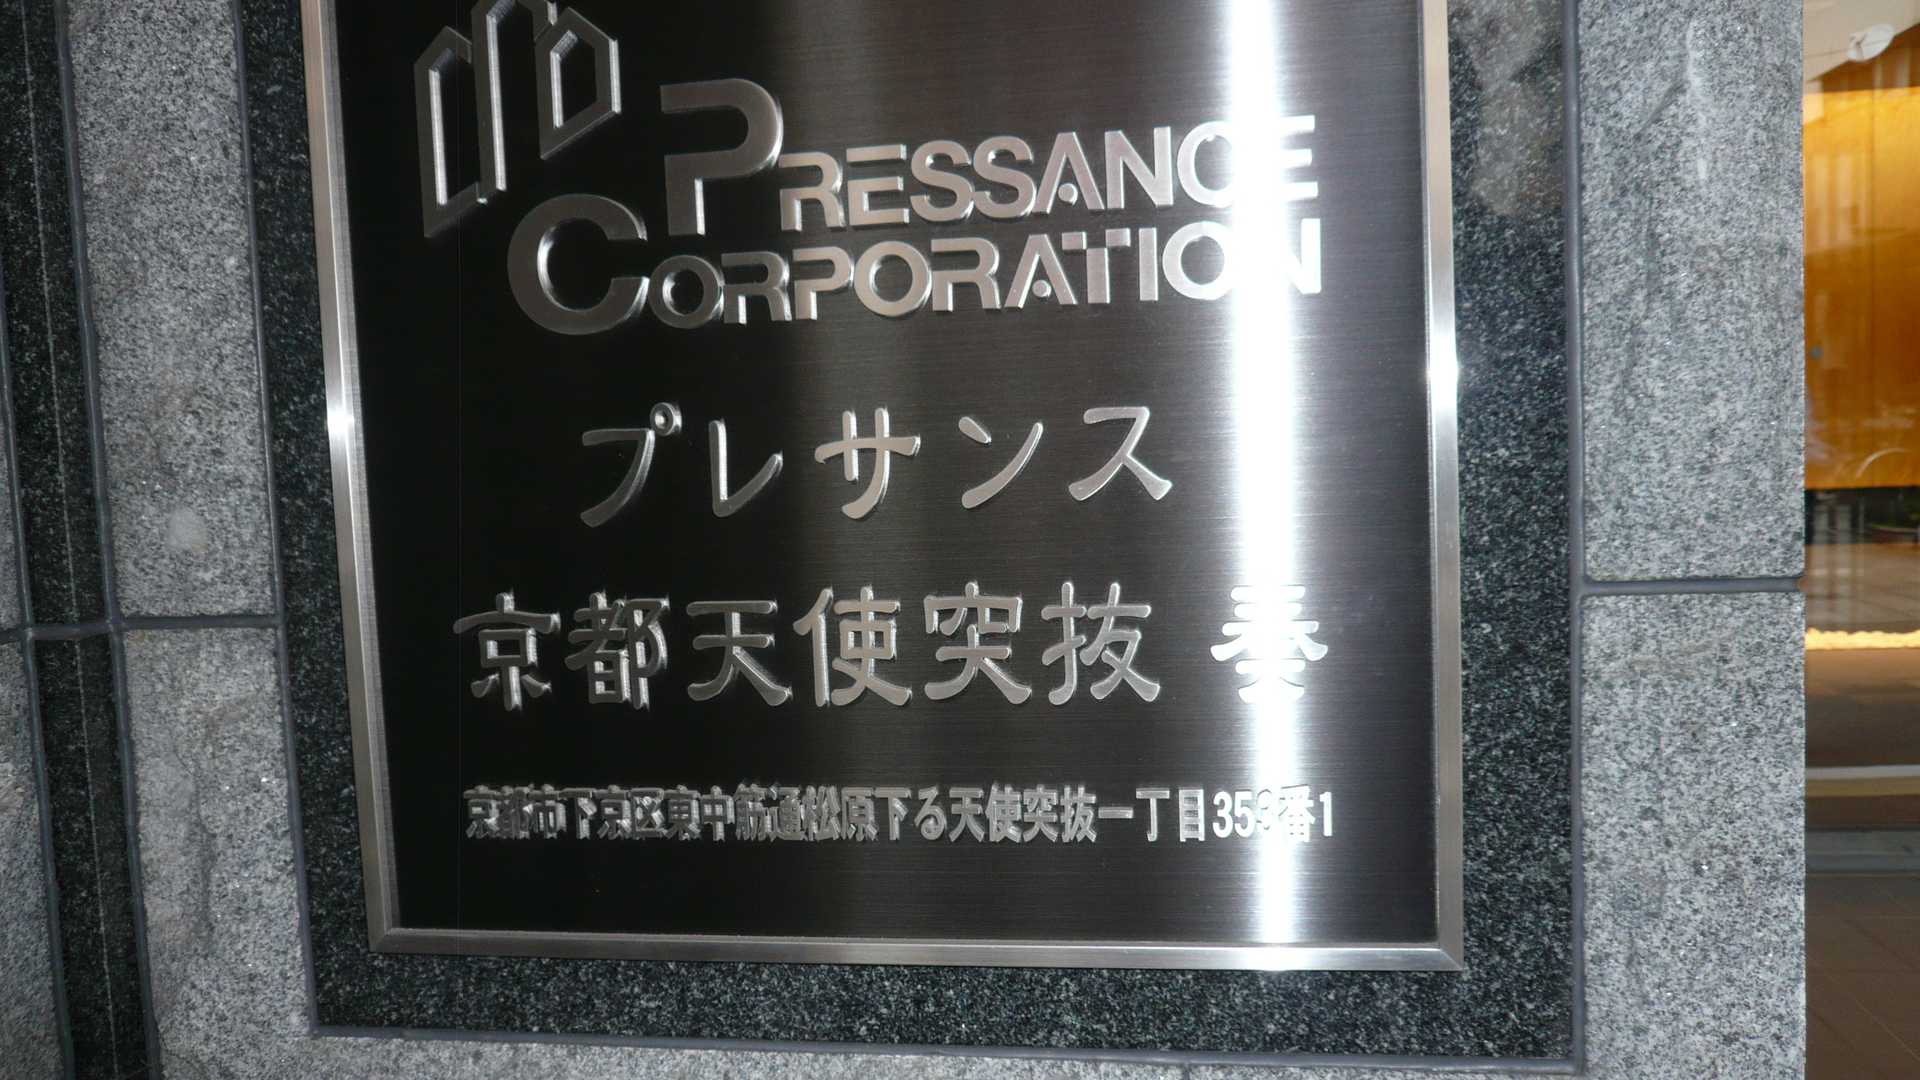 PRESSANCE
CORPORATION
プレサンス
京都天使突抜 奏
京都市下京区東中筋通松原下る天使突抜一丁目353番1